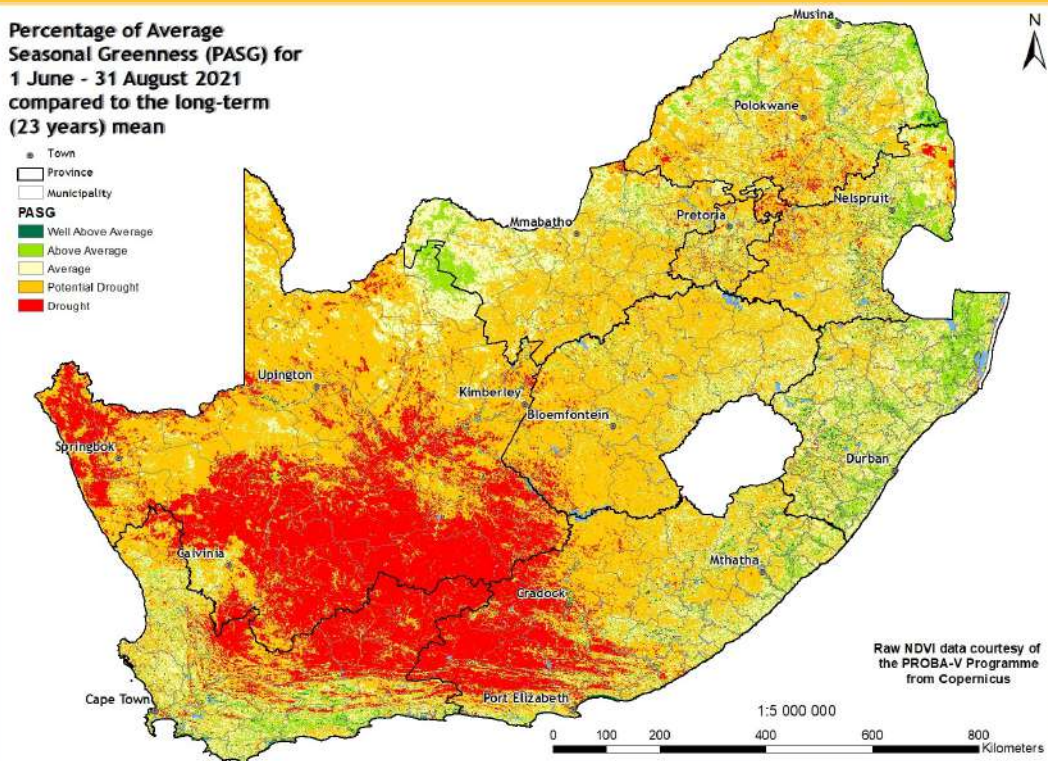 Percentage of Average
Seasonal Greenness (PASG) for
1 June - 31 August 2021
compared to the long-term
(23 years) mean
Town
Province
Municipality
PASG
Well Above Average
Above Average
Average
Potential Drought
Drought
N
Musina
Polokwane
Nelspruit
Pretoria
Mmabatho
Upington
Kimberley
Bloemfontein
Springbok
Durban
Calvinia
Mthatha
Cradock
Cape Town
Port Elizabeth
Raw NDVI data courtesy of
the PROBA-V Programme
from Copernicus
1:5 000 000
0 200 400 600 800
Kilometers